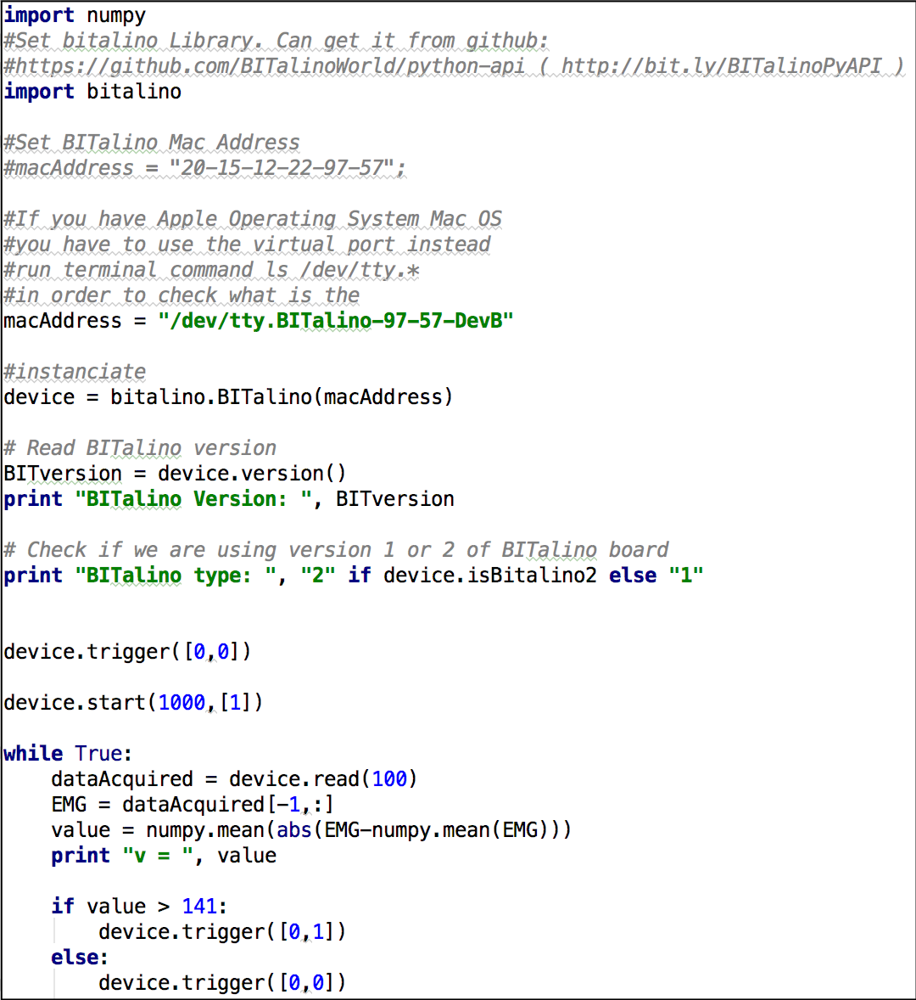 import numpy
#Set bitalino Library. Can get it from github:
#https://github.com/BITalinoWorld/python-api ( http://bit.ly/BITalinoPyAPI )
import bitalino

#Set BITalino Mac Address
#macAddress = "20-15-12-22-97-57";

#If you have Apple Operating System Mac OS
#you have to use the virtual port instead
#run terminal command ls /dev/tty.*
#in order to check what is the
macAddress = "/dev/tty.BITalino-97-57-DevB"

#instanciate
device = bitalino.BITalino(macAddress)

# Read BITalino version
BITversion = device.version()
print "BITalino Version: ", BITversion

# Check if we are using version 1 or 2 of BITalino board
print "BITalino type: ", "2" if device.isBitalino2 else "1"


device.trigger([0,0])

device.start(1000,[1])

while True:
    dataAcquired = device.read(100)
    EMG = dataAcquired[-1,:]
    value = numpy.mean(abs(EMG-numpy.mean(EMG)))
    print "v = ", value

    if value > 141:
        device.trigger([0,1])
    else:
        device.trigger([0,0])